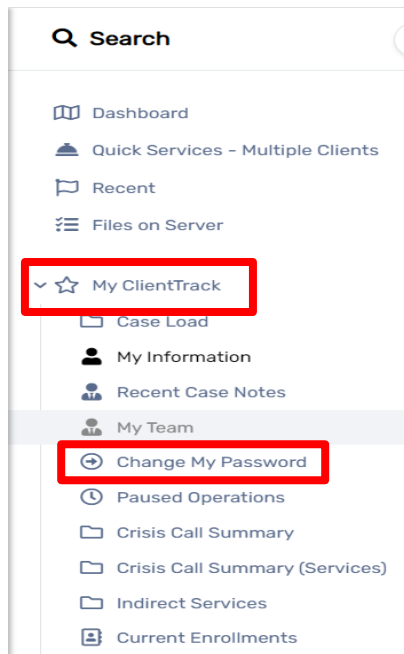 Search
Dashboard
Quick Services - Multiple Clients
Recent
Files on Server
My ClientTrack
Case Load
My Information
Recent Case Notes
My Team
Change My Password
Paused Operations
Crisis Call Summary
Crisis Call Summary (Services)
Indirect Services
Current Enrollments